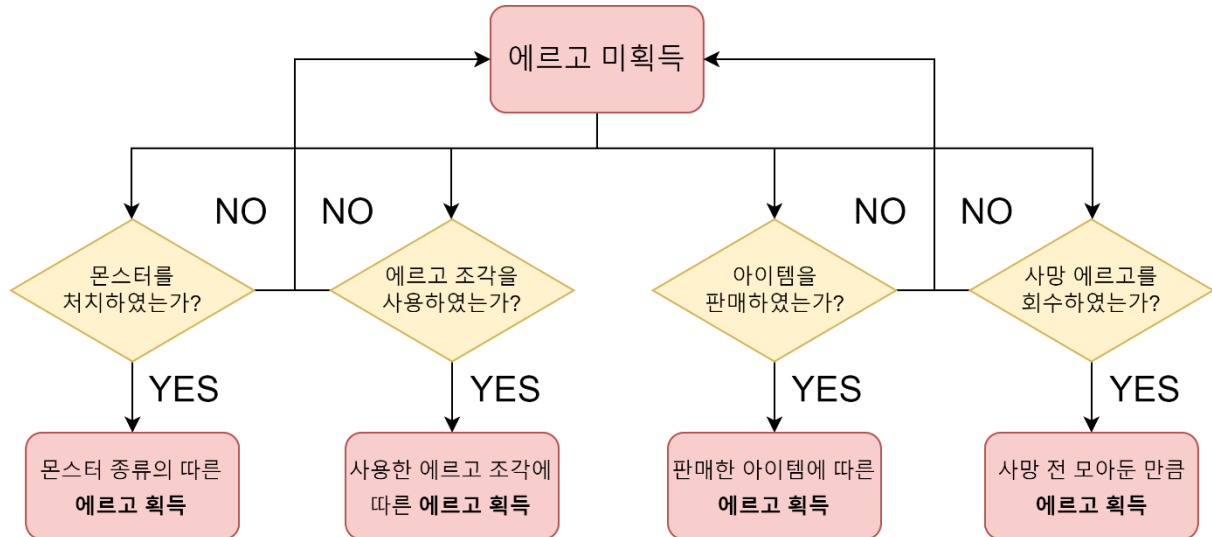 에르고 미획득
NO
NO
NO
NO
몬스터를
처치하였는가?
에르고 조각을
사용하였는가?
아이템을
판매하였는가?
사망 에르고를
회수하였는가?
YES
YES
YES
YES
몬스터 종류의 따른
에르고 획득
사용한 에르고 조각에
따른 에르고 획득
판매한 아이템에 따른
에르고 획득
사망 전 모아둔 만큼
에르고 획득